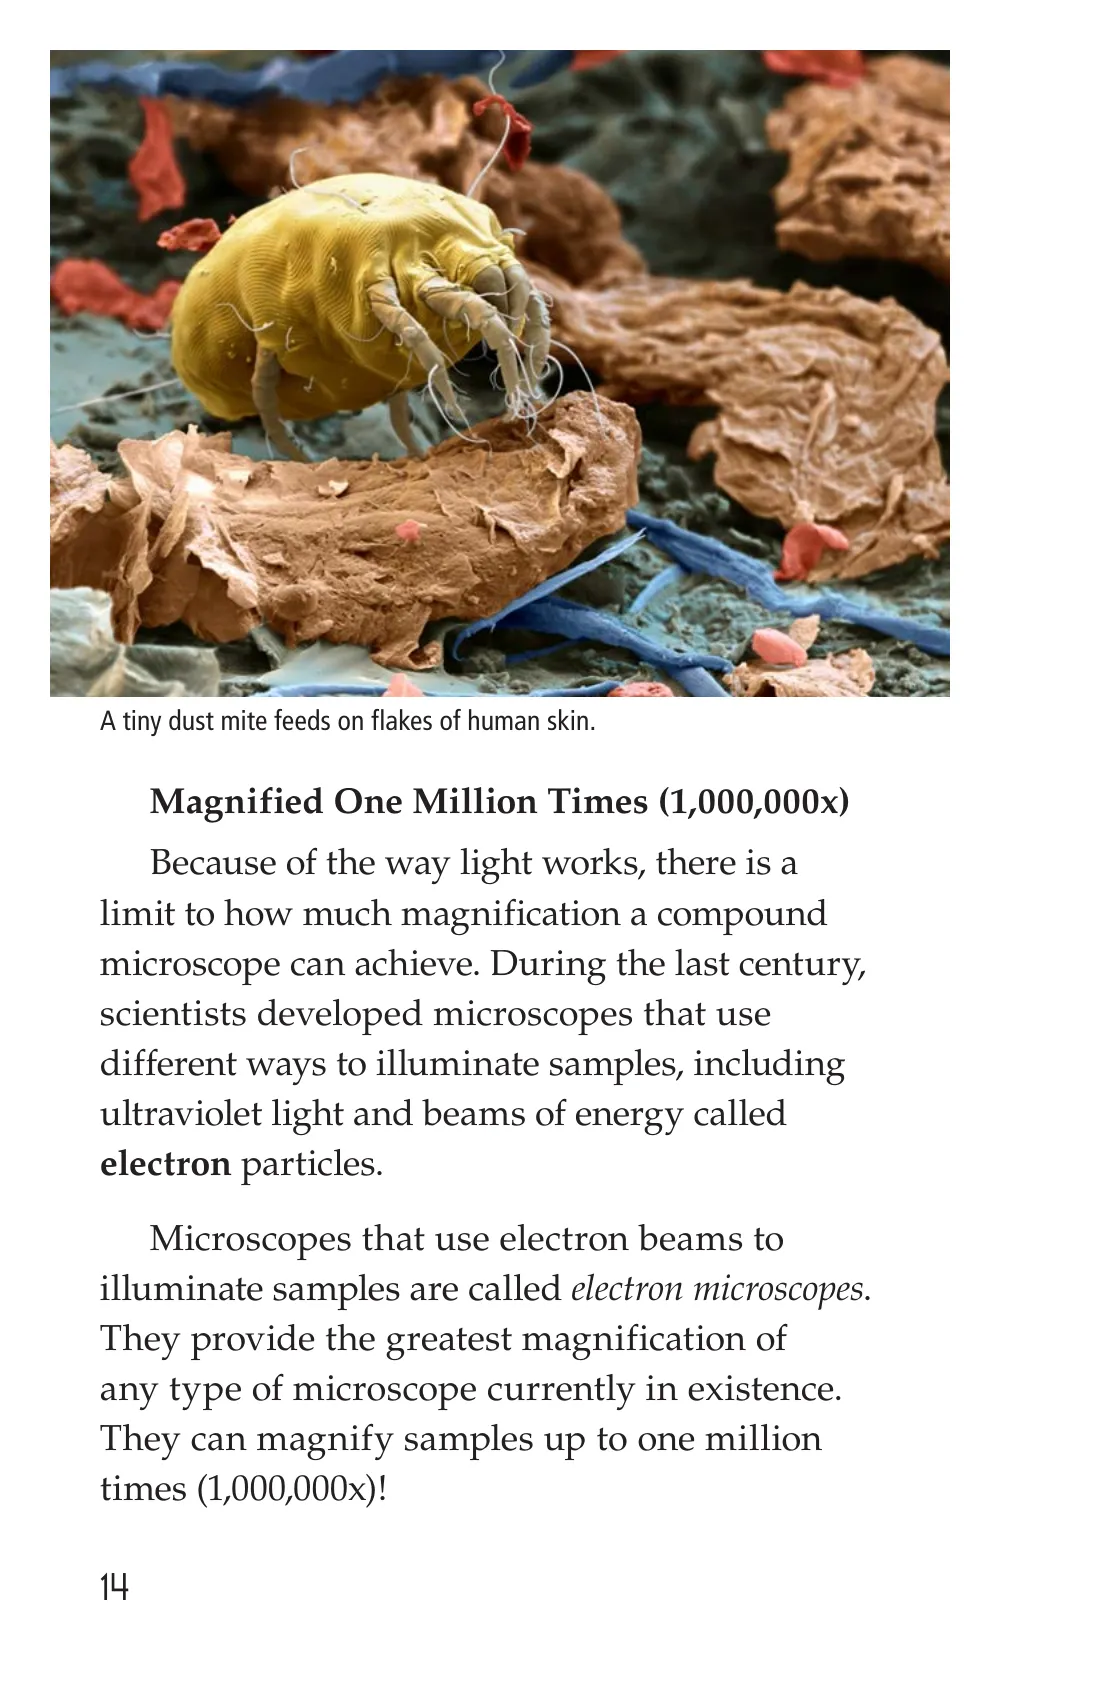 A tiny dust mite feeds on flakes of human skin.
Magnified One Million Times (1,000,000x)
Because of the way light works, there is a
limit to how much magnification a compound
microscope can achieve. During the last century,
scientists developed microscopes that use
different ways to illuminate samples, including
ultraviolet light and beams of energy called
electron particles.
Microscopes that use electron beams to
illuminate samples are called electron microscopes.
They provide the greatest magnification of
any type of microscope currently in existence.
They can magnify samples up to one million
times (1,000,000x)!
14